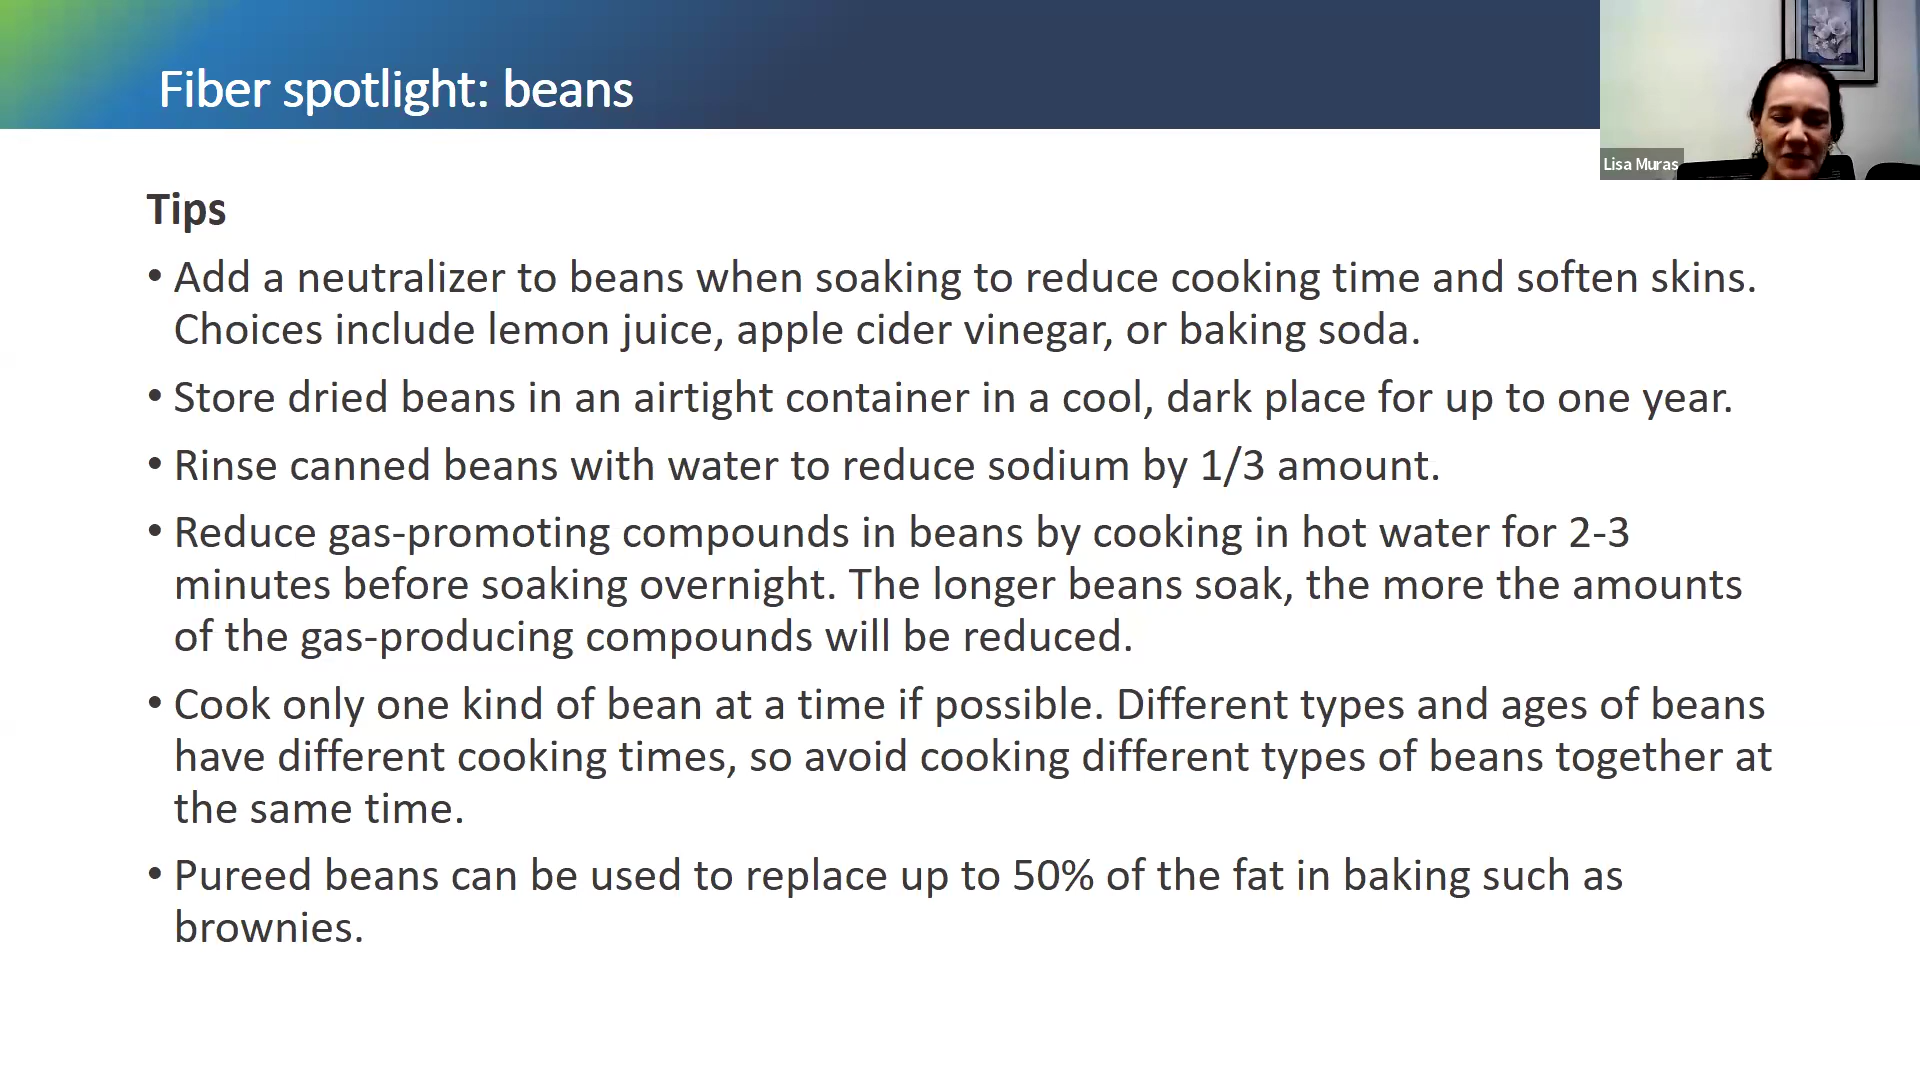 Fiber spotlight: beans
Lisa Muras
Tips
• Add a neutralizer to beans when soaking to reduce cooking time and soften skins.
Choices include lemon juice, apple cider vinegar, or baking soda.
• Store dried beans in an airtight container in a cool, dark place for up to one year.
• Rinse canned beans with water to reduce sodium by 1/3 amount.
• Reduce gas-promoting compounds in beans by cooking in hot water for 2-3
minutes before soaking overnight. The longer beans soak, the more the amounts
of the gas-producing compounds will be reduced.
• Cook only one kind of bean at a time if possible. Different types and ages of beans
have different cooking times, so avoid cooking different types of beans together at
the same time.
• Pureed beans can be used to replace up to 50% of the fat in baking such as
brownies.